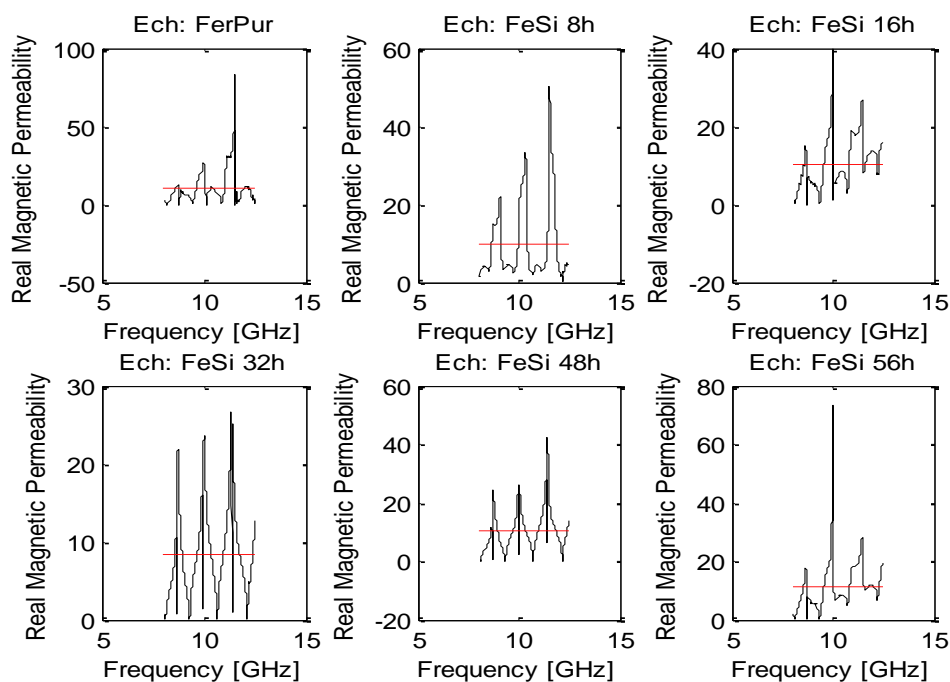 Ech: FerPur
Ech: FeSi 8h
Ech: FeSi 16h
Real Magnetic Permeability
100
50
0
-50
5
10
15
Frequency [GHz]
Real Magnetic Permeability
60
40
20
0
5
10
15
Frequency [GHz]
Real Magnetic Permeability
40
20
0
-20
5
10
15
Frequency [GHz]
Ech: FeSi 32h
Ech: FeSi 48h
Ech: FeSi 56h
Real Magnetic Permeability
30
20
10
0
5
10
15
Frequency [GHz]
Real Magnetic Permeability
60
40
20
0
-20
5
10
15
Frequency [GHz]
Real Magnetic Permeability
80
60
40
20
0
5
10
15
Frequency [GHz]